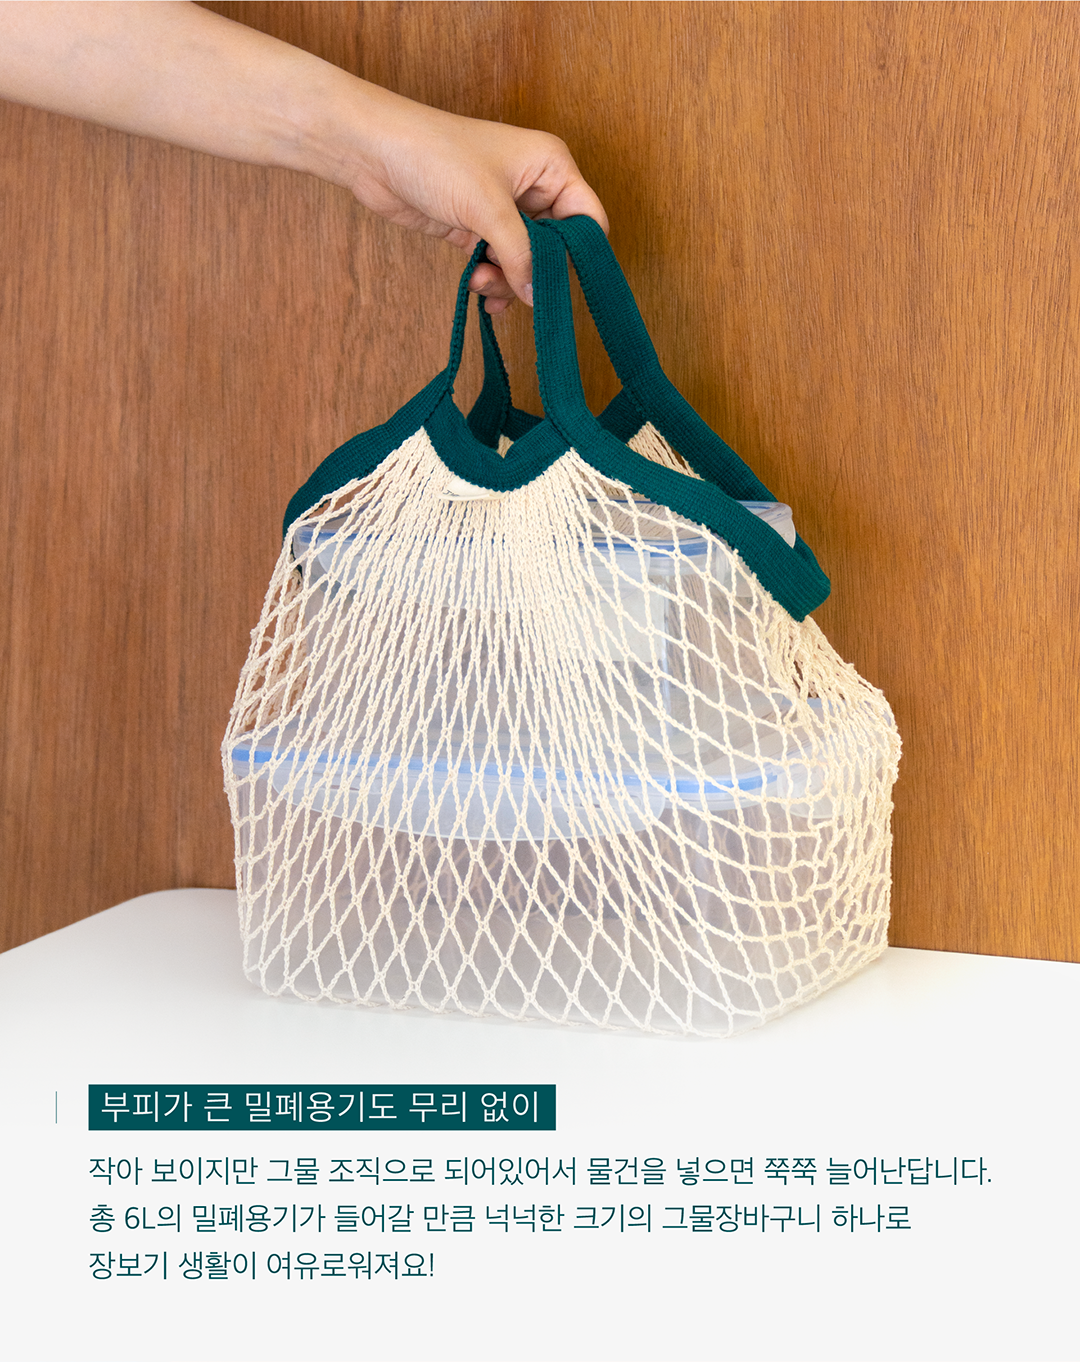 부피가 큰 밀폐용기도 무리 없이
작아 보이지만 그물 조직으로 되어있어서 물건을 넣으면 쭉쭉 늘어난답니다.
총 6L의 밀폐용기가 들어갈 만큼 넉넉한 크기의 그물장바구니 하나로
장보기 생활이 여유로워져요!